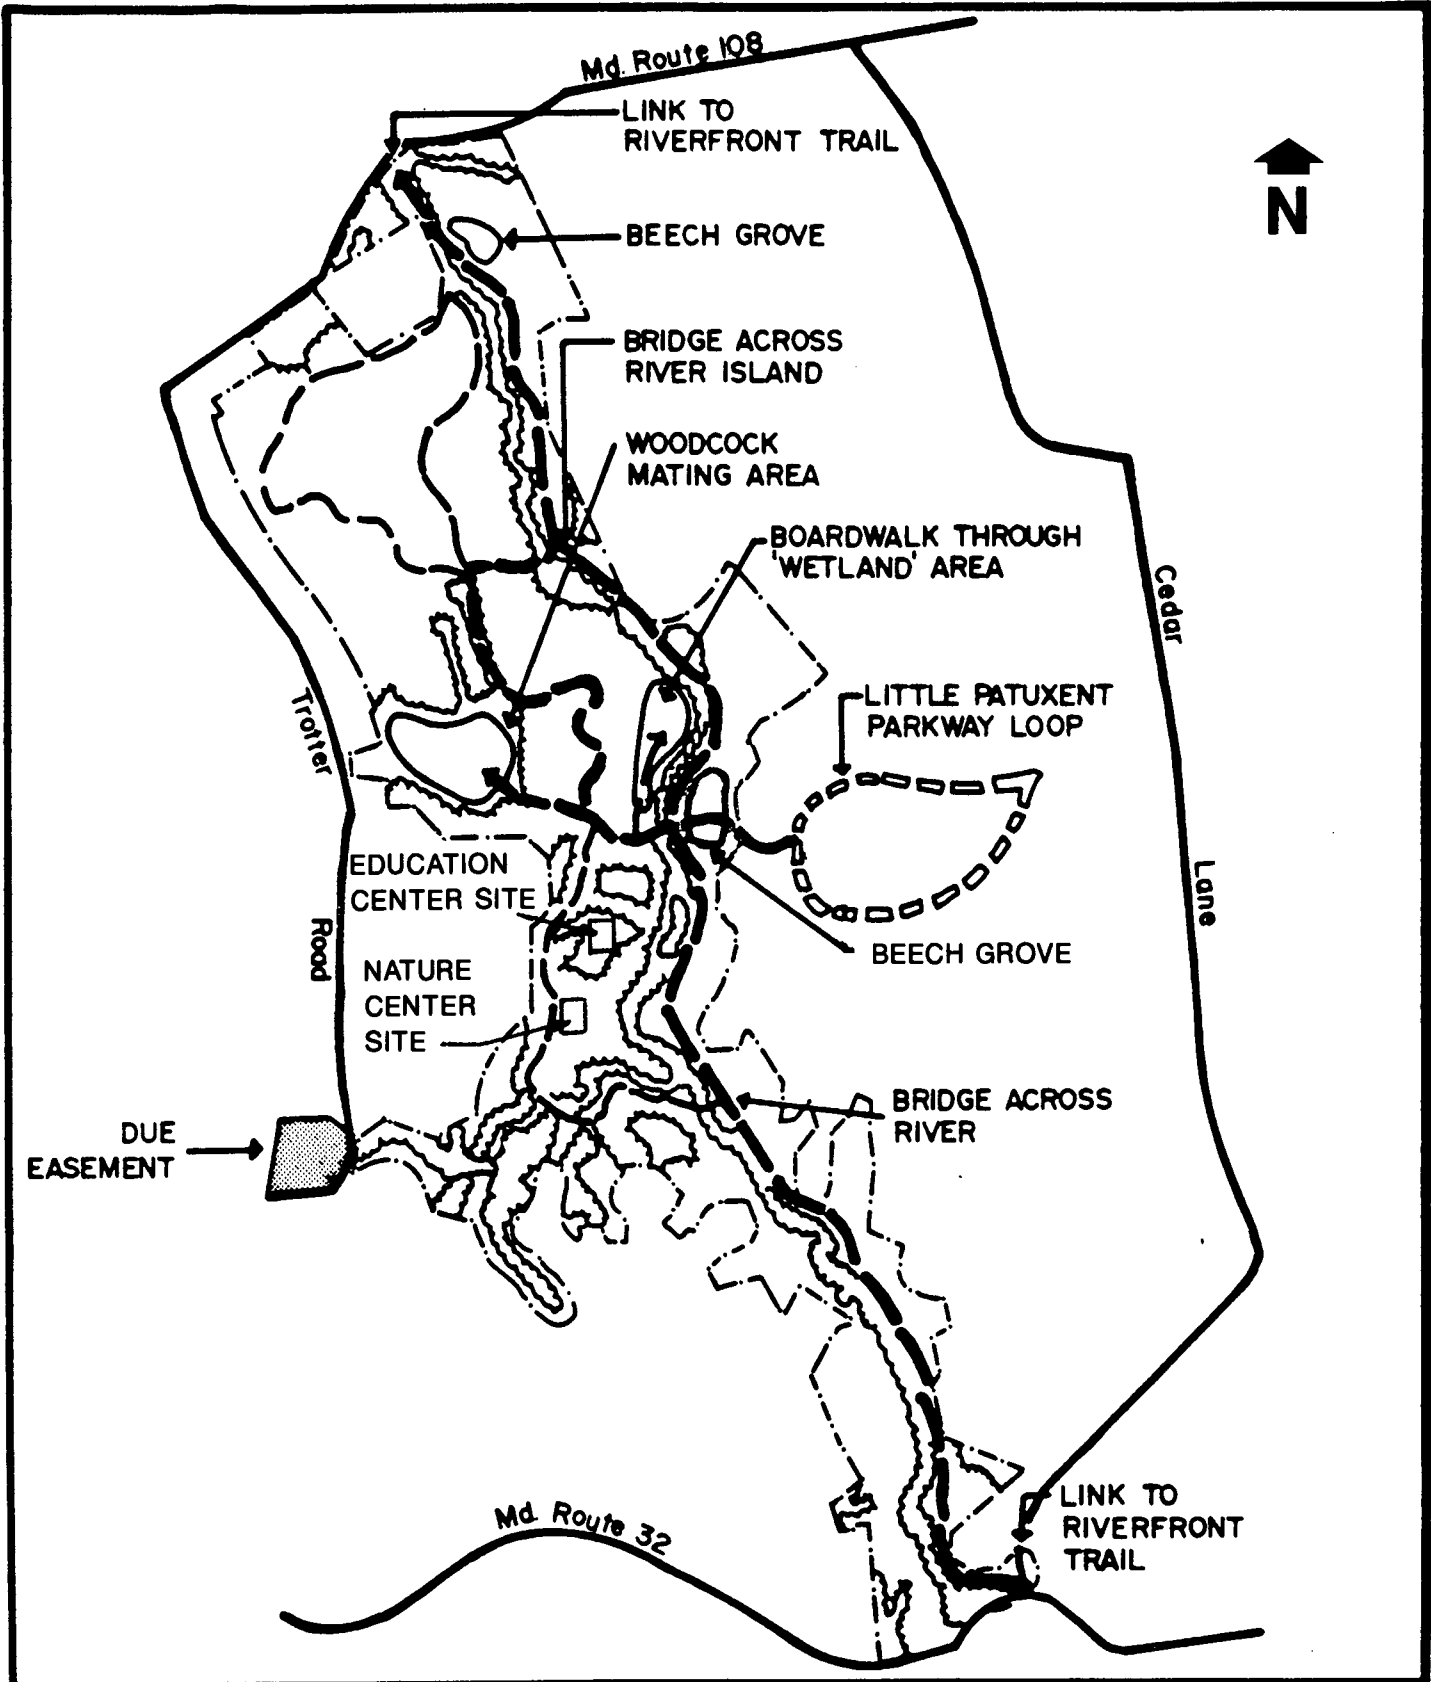 Md. Route 108
LINK TO
RIVERFRONT TRAIL
N
BEECH GROVE
BRIDGE ACROSS
RIVER ISLAND
WOODCOCK
MATING AREA
BOARDWALK THROUGH
'WETLAND' AREA
Cedar
Lane
LITTLE PATUXENT
PARKWAY LOOP
Trotter
Road
EDUCATION
CENTER SITE
BEECH GROVE
NATURE
CENTER
SITE
BRIDGE ACROSS
RIVER
DUE
EASEMENT
LINK TO
RIVERFRONT
TRAIL
Md. Route 32